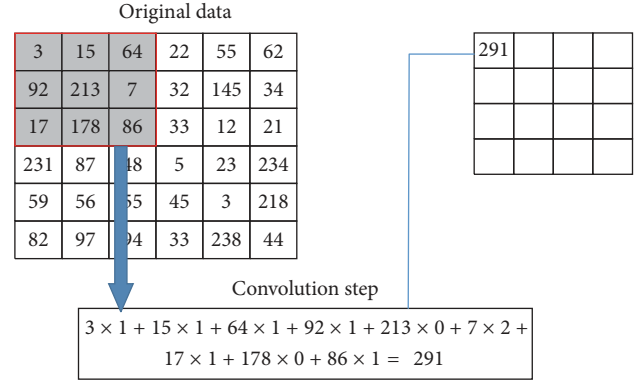 Original data
3 15 64 22 55 62
92 213 7 32 145 34
17 178 86 33 12 21
231 87 48 5 23 234
59 56 55 45 3 218
82 97 94 33 238 44
291
Convolution step
3 × 1 + 15 × 1 + 64 × 1 + 92 × 1 + 213 × 0 + 7 × 2 +
17 × 1 + 178 × 0 + 86 × 1 = 291